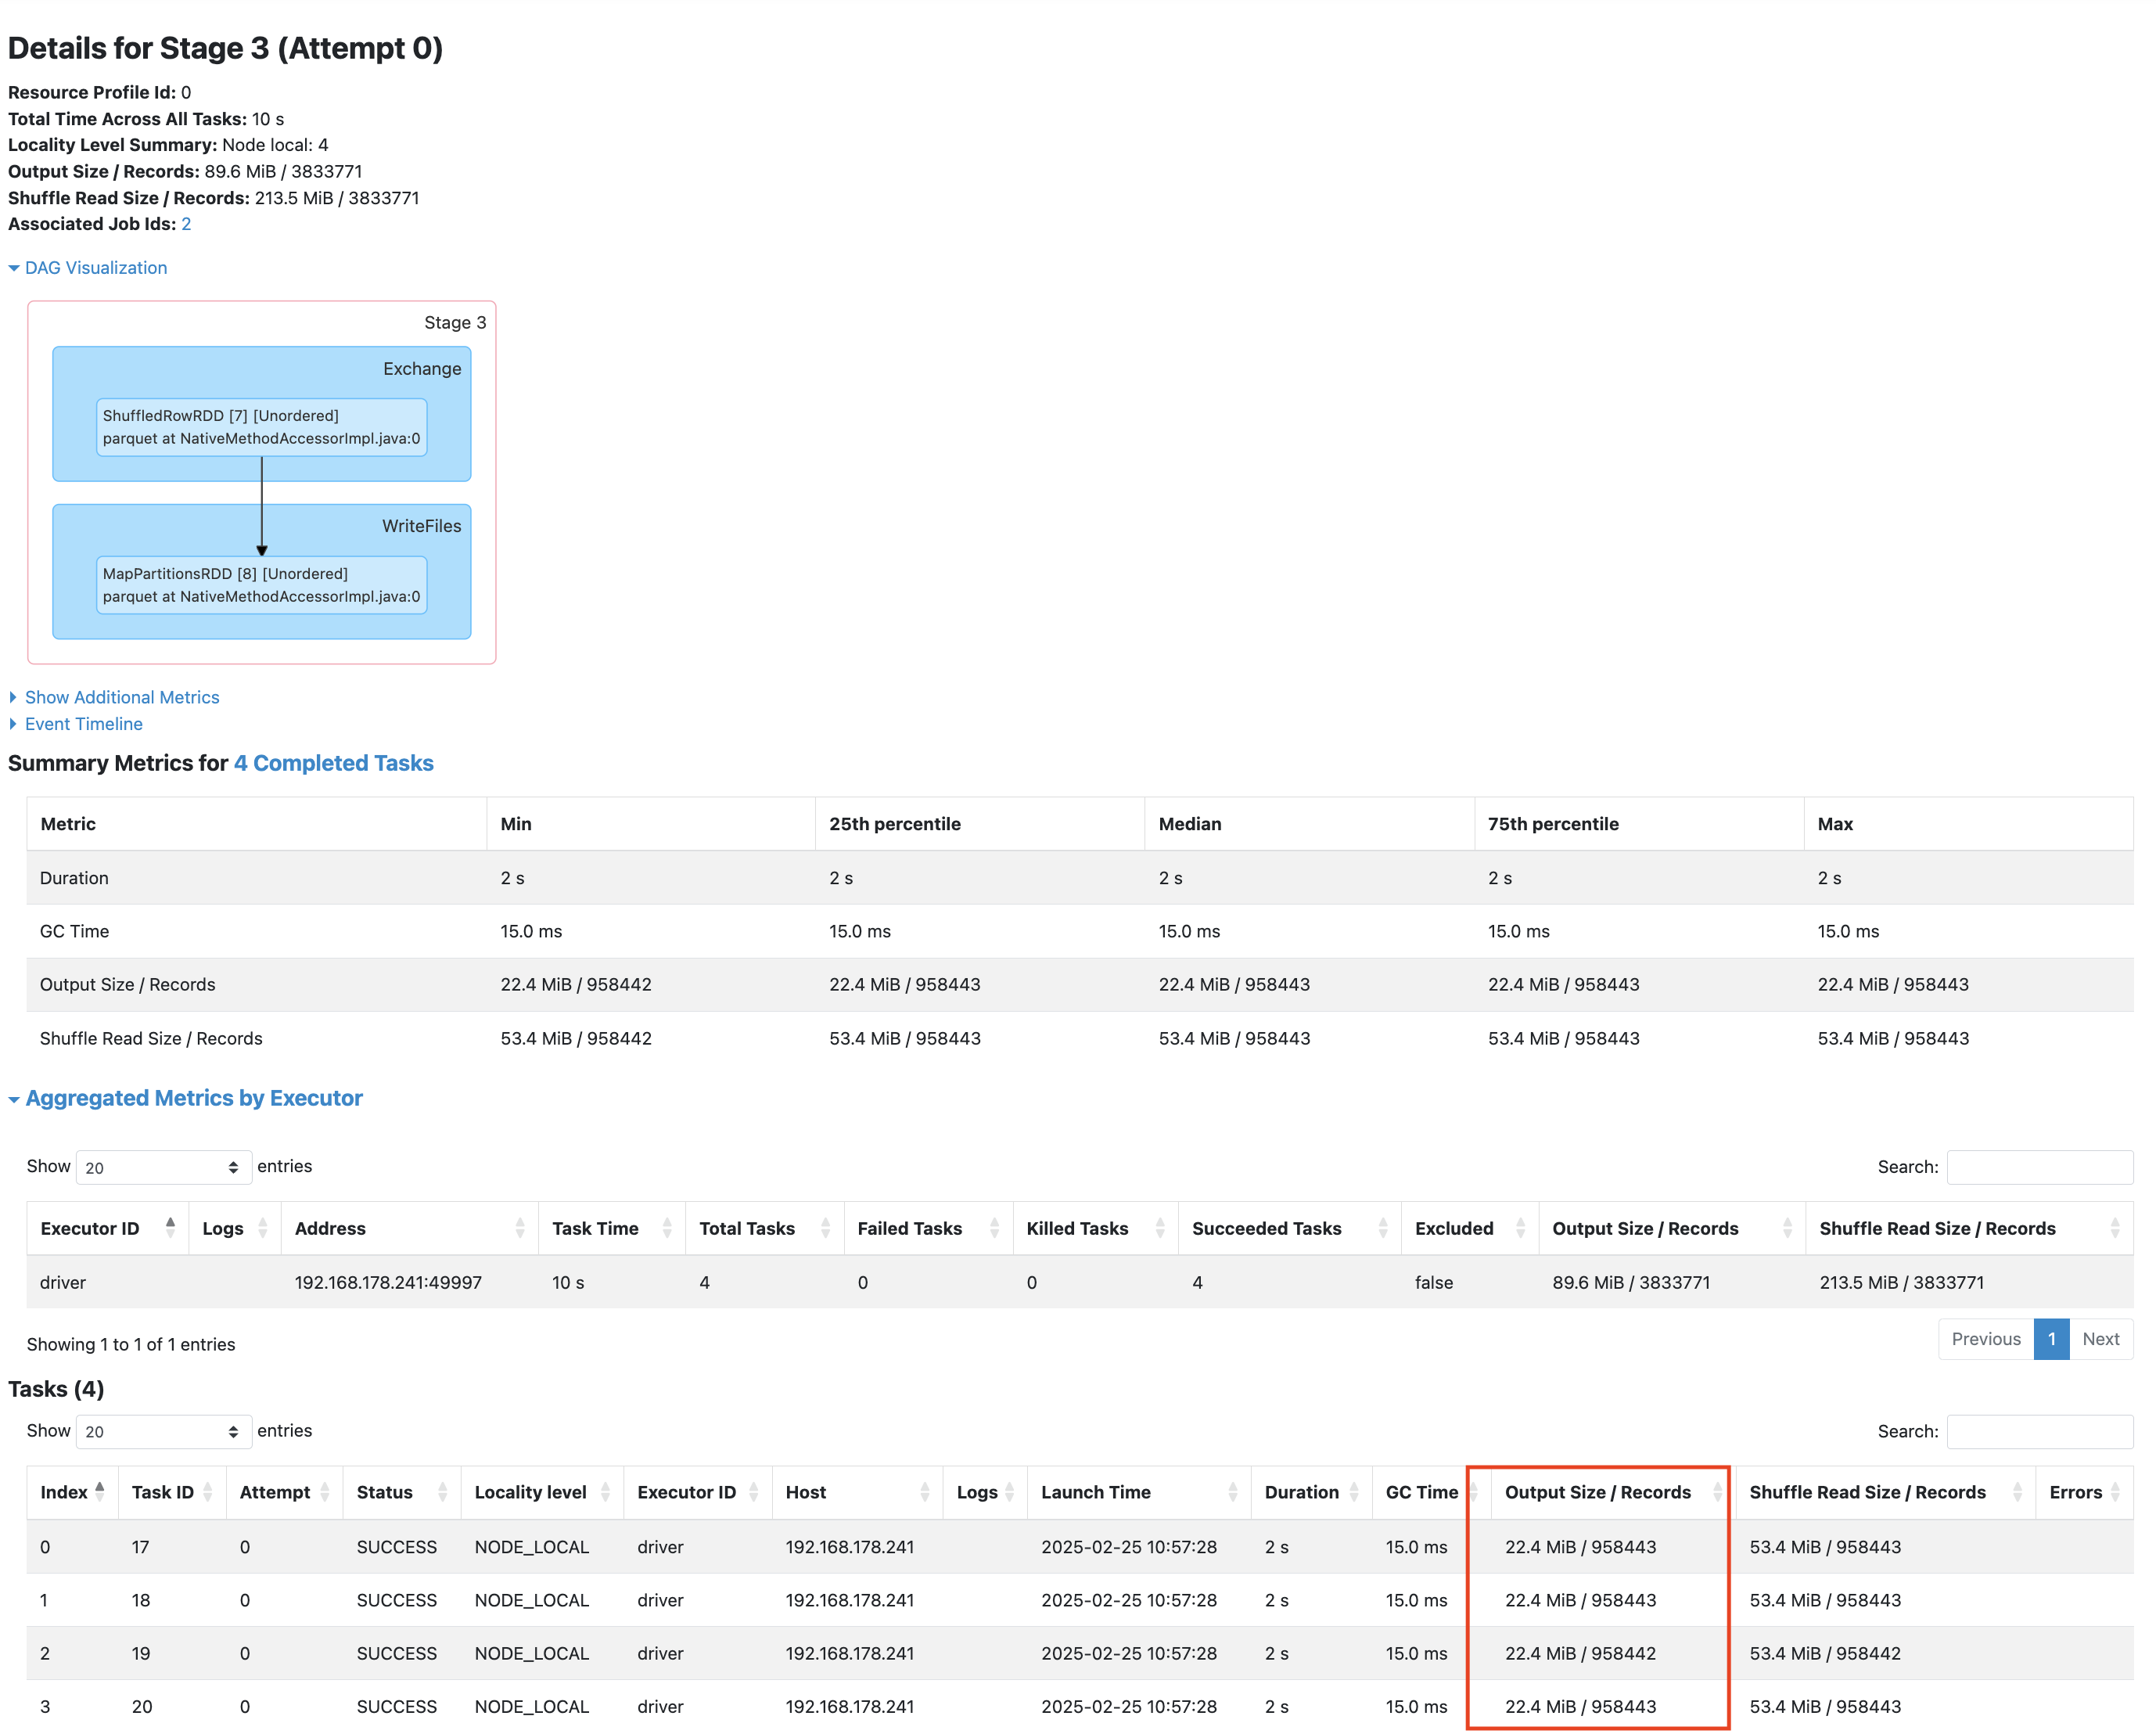 Details for Stage 3 (Attempt 0)
Resource Profile Id: 0
Total Time Across All Tasks: 10 s
Locality Level Summary: Node local: 4
Output Size / Records: 89.6 MiB / 3833771
Shuffle Read Size / Records: 213.5 MiB / 3833771
Associated Job Ids: 2
DAG Visualization
Stage 3
Exchange
ShuffledRowRDD [7] [Unordered]
parquet at NativeMethodAccessorImpl.java:0
WriteFiles
MapPartitionsRDD [8] [Unordered]
parquet at NativeMethodAccessorImpl.java:0
Show Additional Metrics
Event Timeline
Summary Metrics for 4 Completed Tasks
Metric Min 25th percentile Median 75th percentile Max
Duration 2 s 2 s 2 s 2 s 2 s
GC Time 15.0 ms 15.0 ms 15.0 ms 15.0 ms 15.0 ms
Output Size / Records 22.4 MiB / 958442 22.4 MiB / 958443 22.4 MiB / 958443 22.4 MiB / 958443 22.4 MiB / 958443
Shuffle Read Size / Records 53.4 MiB / 958442 53.4 MiB / 958443 53.4 MiB / 958443 53.4 MiB / 958443 53.4 MiB / 958443
Aggregated Metrics by Executor
Show 20 entries Search:
Executor ID Logs Address Task Time Total Tasks Failed Tasks Killed Tasks Succeeded Tasks Excluded Output Size / Records Shuffle Read Size / Records
driver 192.168.178.241:49997 10 s 4 0 0 4 false 89.6 MiB / 3833771 213.5 MiB / 3833771
Showing 1 to 1 of 1 entries Previous 1 Next
Tasks (4)
Show 20 entries Search:
Index Task ID Attempt Status Locality level Executor ID Host Logs Launch Time Duration GC Time Output Size / Records Shuffle Read Size / Records Errors
0 17 0 SUCCESS NODE_LOCAL driver 192.168.178.241 2025-02-25 10:57:28 2 s 15.0 ms 22.4 MiB / 958443 53.4 MiB / 958443
1 18 0 SUCCESS NODE_LOCAL driver 192.168.178.241 2025-02-25 10:57:28 2 s 15.0 ms 22.4 MiB / 958443 53.4 MiB / 958443
2 19 0 SUCCESS NODE_LOCAL driver 192.168.178.241 2025-02-25 10:57:28 2 s 15.0 ms 22.4 MiB / 958442 53.4 MiB / 958442
3 20 0 SUCCESS NODE_LOCAL driver 192.168.178.241 2025-02-25 10:57:28 2 s 15.0 ms 22.4 MiB / 958443 53.4 MiB / 958443